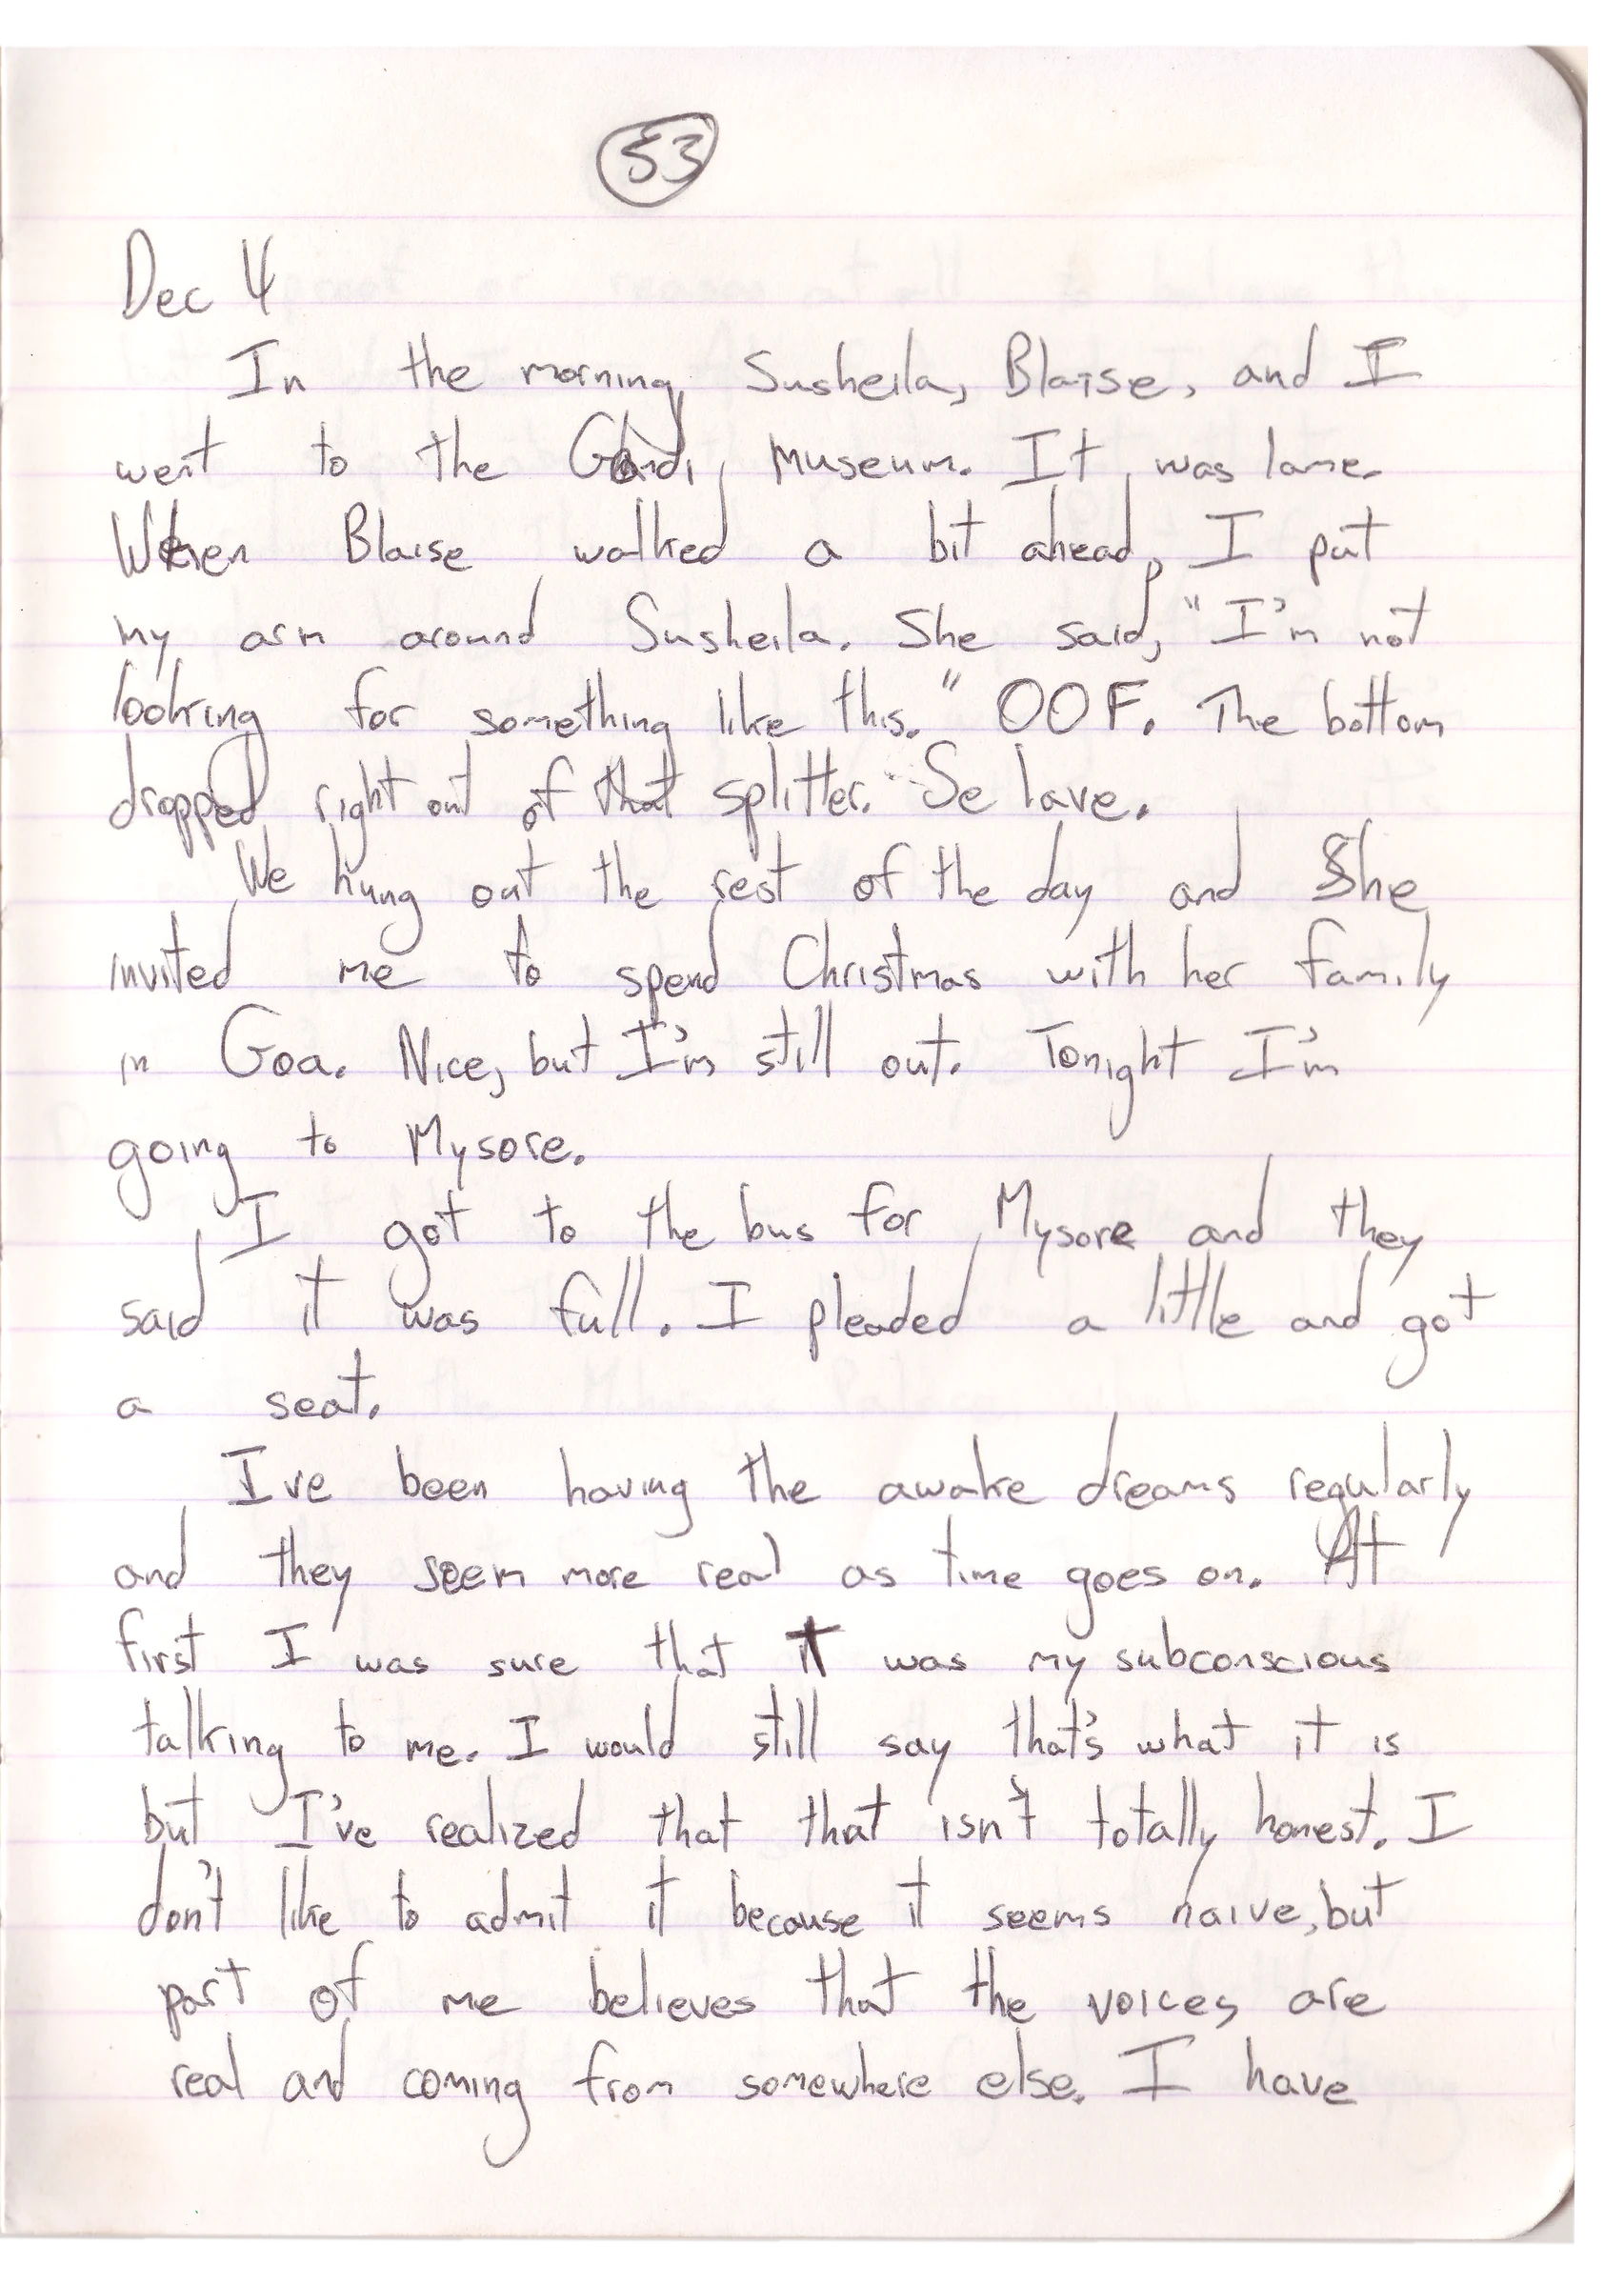 53
Dec 4
In the morning, Susheila, Blaise, and I
went to the Gandi museum. It was lame.
When Blaise walked a bit ahead, I put
my arm around Susheila. She said, "I'm not
looking for something like this." OOF. The bottom
dropped right out of that splitter. Se lave.
We hung out the rest of the day and She
invited me to spend Christmas with her family
in Goa. Nice, but I'm still out. Tonight I'm
going to Mysore.
I got to the bus for Mysore and they
said it was full. I pleaded a little and got
a seat.
I've been having the awake dreams regularly
and they seem more real as time goes on. At
first I was sure that it was my subconscious
talking to me. I would still say that's what it is
but I've realized that that isn't totally honest. I
don't like to admit it because it seems naive, but
part of me believes that the voices are
real and coming from somewhere else. I have